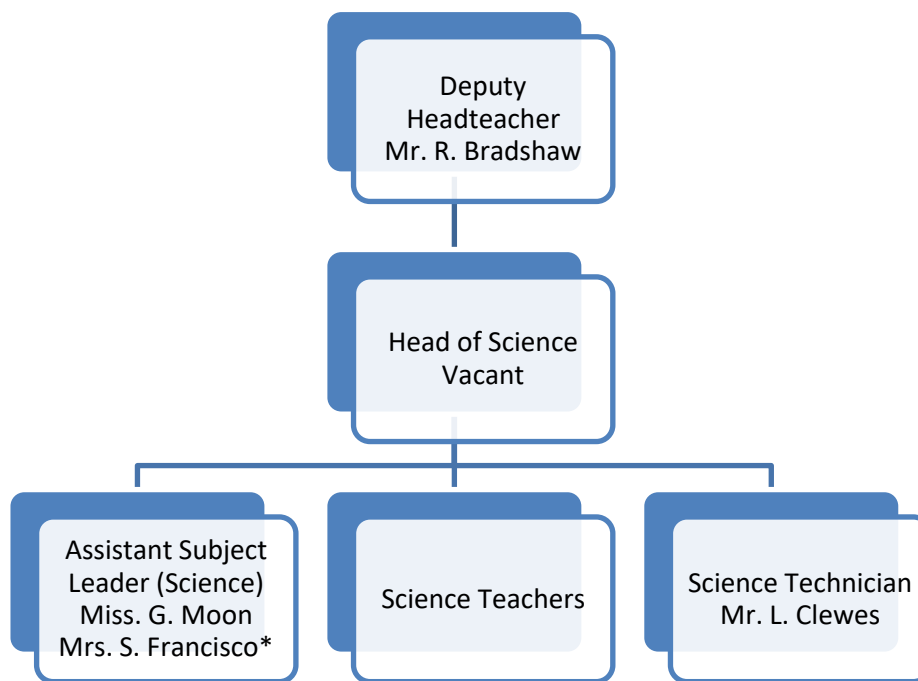 Deputy
Headteacher
Mr. R. Bradshaw
Head of Science
Vacant
Assistant Subject
Leader (Science)
Miss. G. Moon
Mrs. S. Francisco*
Science Teachers
Science Technician
Mr. L. Clewes